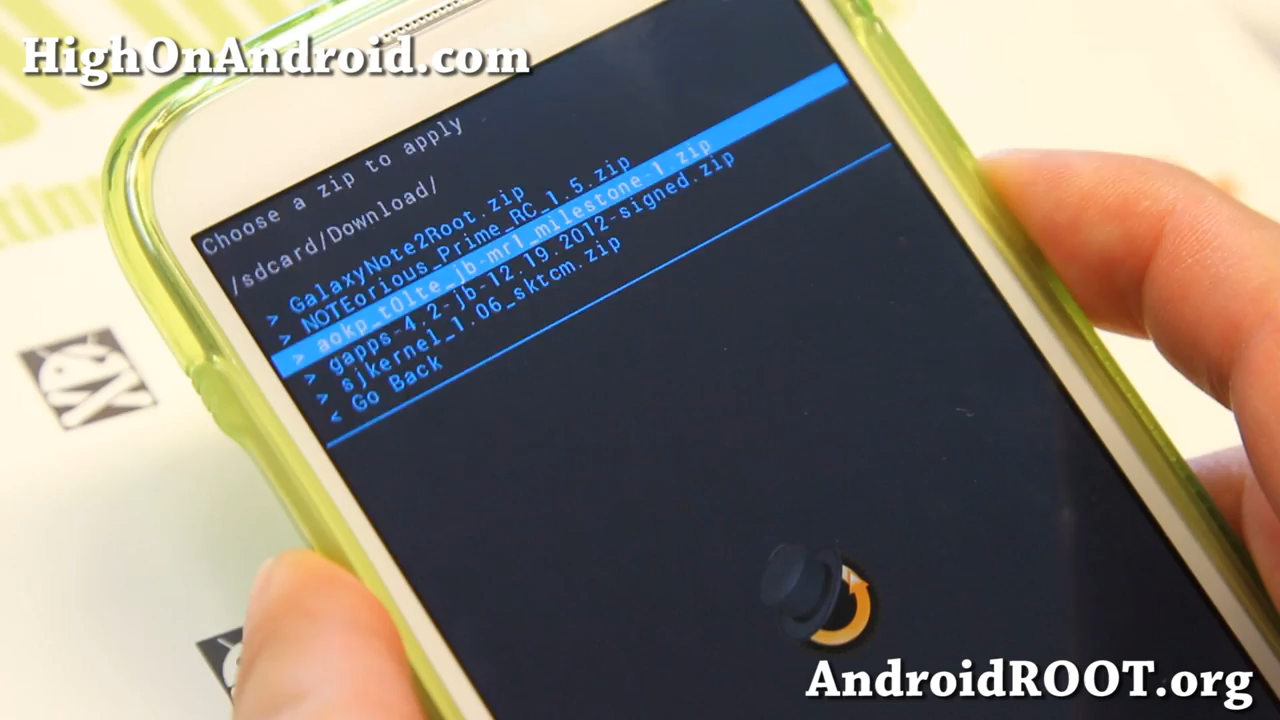 HighOnAndroid.com
Choose a zip to apply
/sdcard/Download/
> GalaxyNote2Root.zip
> NOTEorious_Prime_RC_1.5.zip
> aokp_t0lte_jb-mr1_milestone-1.zip
> gapps-4.2-jb-12.19.2012-signed.zip
> sjkernel_1.06_sktcm.zip
< Go Back
AndroidROOT.org